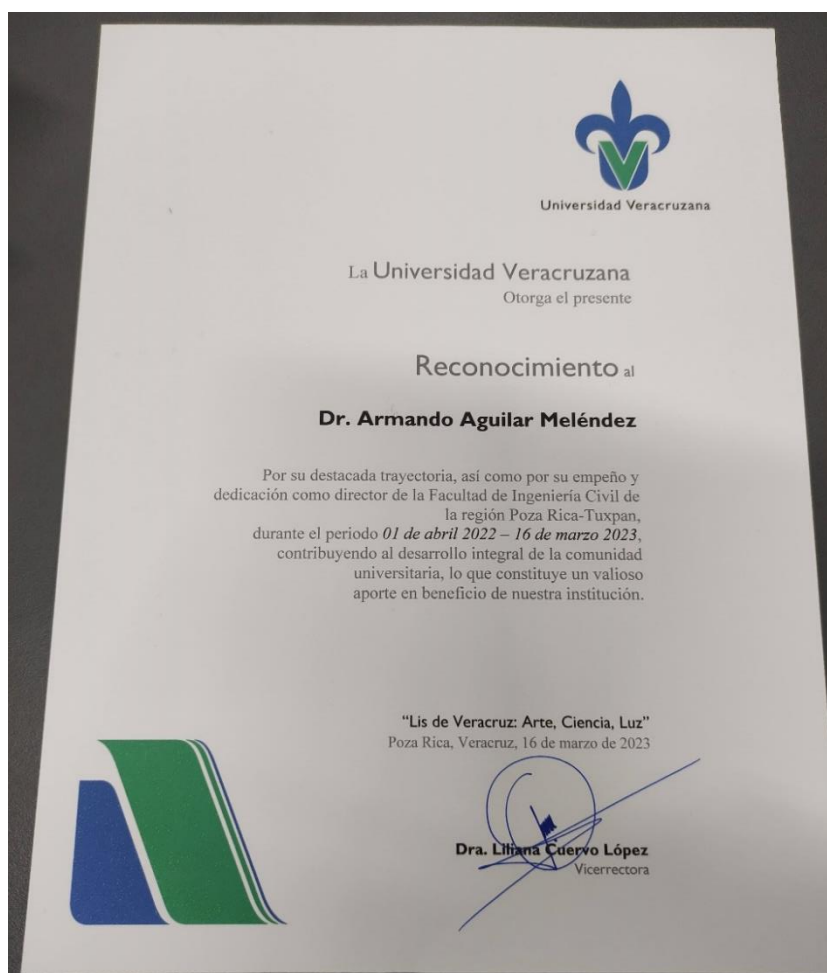 Universidad Veracruzana
La Universidad Veracruzana
Otorga el presente
Reconocimiento al
Dr. Armando Aguilar Meléndez
Por su destacada trayectoria, así como por su empeño y
dedicación como director de la Facultad de Ingeniería Civil de
la región Poza Rica-Tuxpan,
durante el periodo 01 de abril 2022 – 16 de marzo 2023,
contribuyendo al desarrollo integral de la comunidad
universitaria, lo que constituye un valioso
aporte en beneficio de nuestra institución.
“Lis de Veracruz: Arte, Ciencia, Luz”
Poza Rica, Veracruz, 16 de marzo de 2023
Dra. Liliana Cuervo López
Vicerrectora